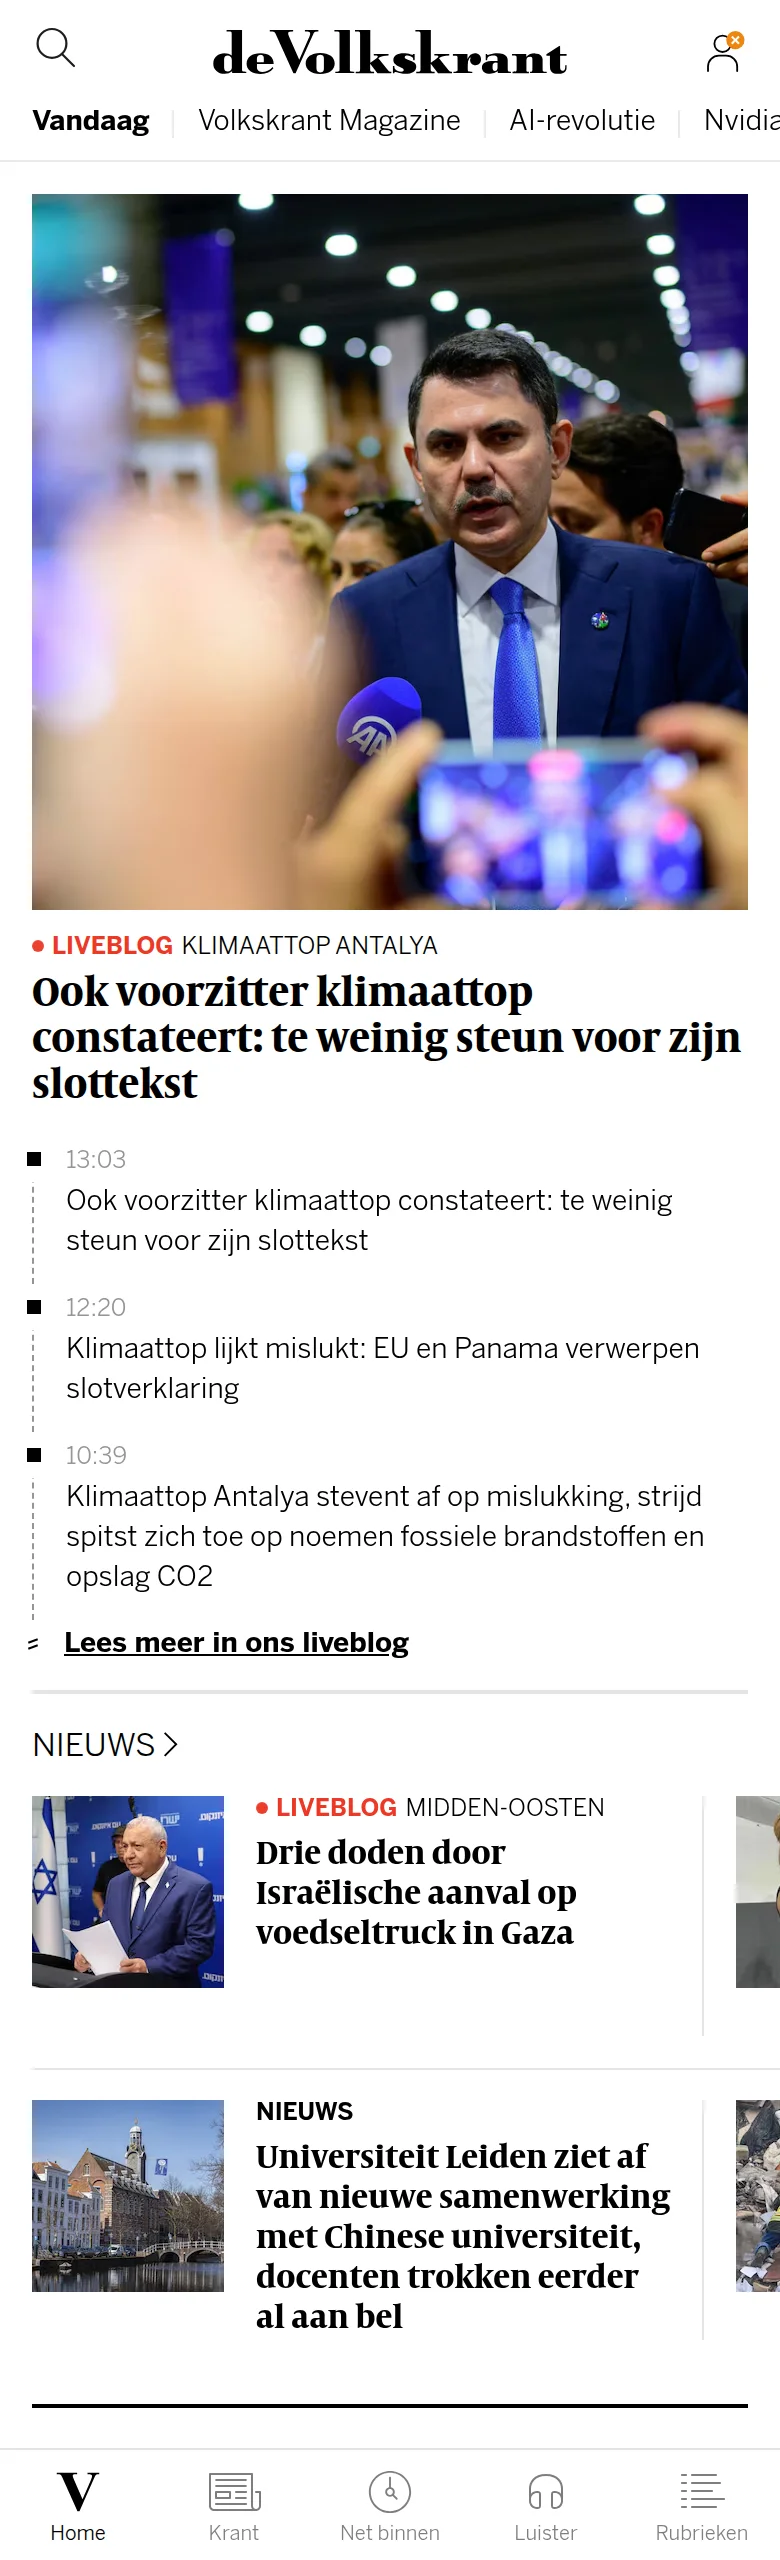 deVolkskrant
Vandaag
Volkskrant Magazine
AI-revolutie
Nvidia
AA
LIVEBLOG KLIMAATTOP ANTALYA
Ook voorzitter klimaattop
constateert: te weinig steun voor zijn
slottekst
13:03
Ook voorzitter klimaattop constateert: te weinig
steun voor zijn slottekst
12:20
Klimaattop lijkt mislukt: EU en Panama verwerpen
slotverklaring
10:39
Klimaattop Antalya stevent af op mislukking, strijd
spitst zich toe op noemen fossiele brandstoffen en
opslag CO2
Lees meer in ons liveblog
NIEUWS
LIVEBLOG MIDDEN-OOSTEN
Drie doden door
Israëlische aanval op
voedseltruck in Gaza
NIEUWS
Universiteit Leiden ziet af
van nieuwe samenwerking
met Chinese universiteit,
docenten trokken eerder
al aan bel
V
Home
Krant
Net binnen
Luister
Rubrieken